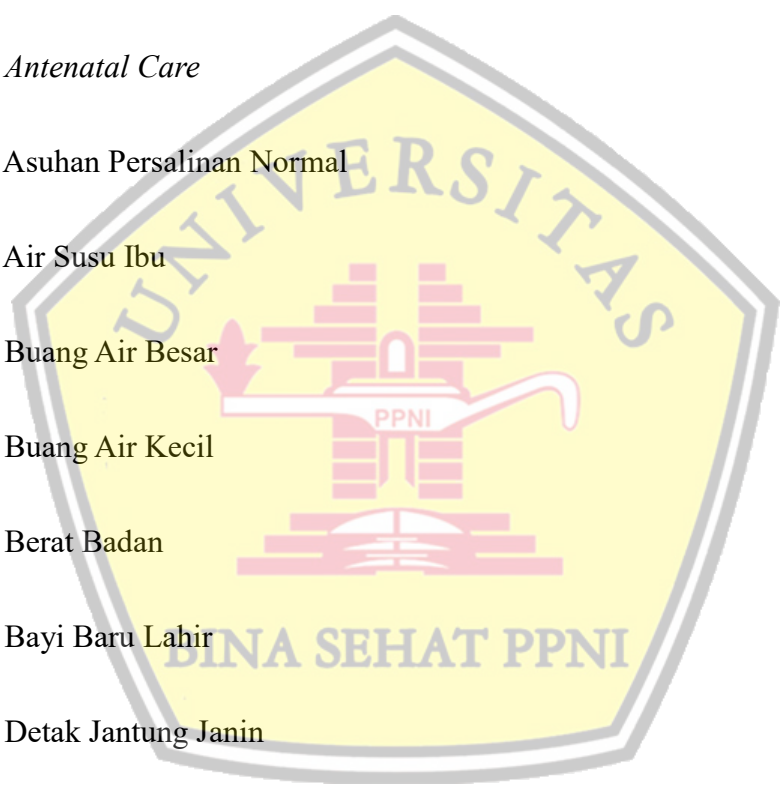 Antenatal Care
UNIVERSITAS
Asuhan Persalinan Normal
Air Susu Ibu
Buang Air Besar
PPNI
Buang Air Kecil
Berat Badan
Bayi Baru Lahir
BINA SEHAT PPNI
Detak Jantung Janin